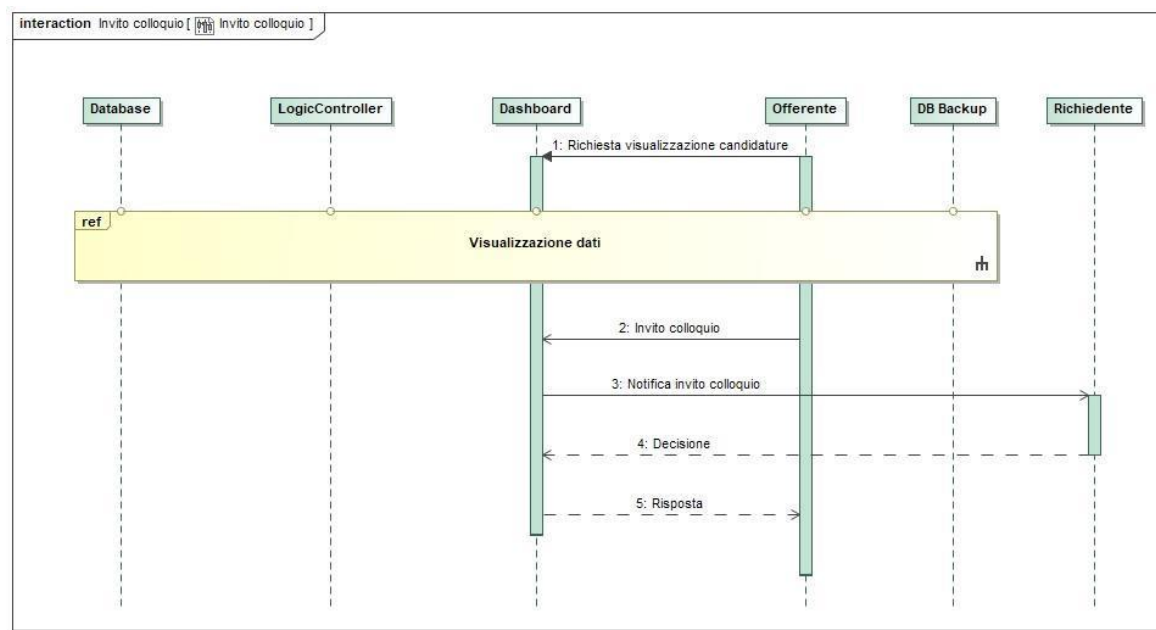 interaction Invito colloquio [ Invito colloquio ]
Database
LogicController
Dashboard
Offerente
DB Backup
Richiedente
1: Richiesta visualizzazione candidature
ref
Visualizzazione dati
2: Invito colloquio
3: Notifica invito colloquio
4: Decisione
5: Risposta